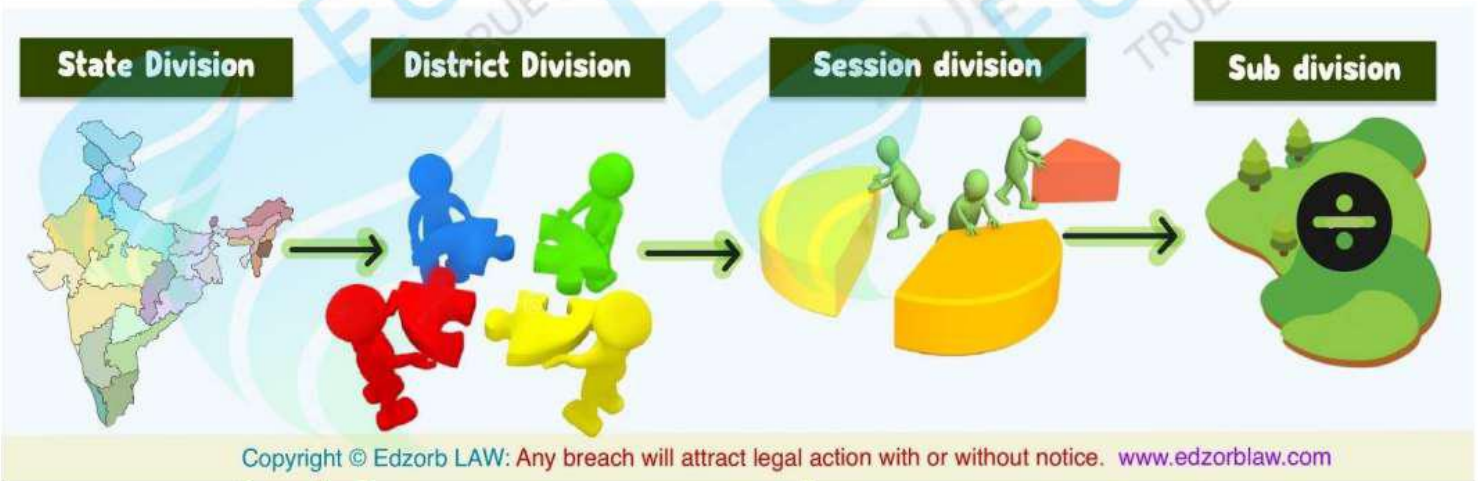 State Division
District Division
Session division
Sub division
Copyright © Edzorb LAW: Any breach will attract legal action with or without notice. www.edzorblaw.com